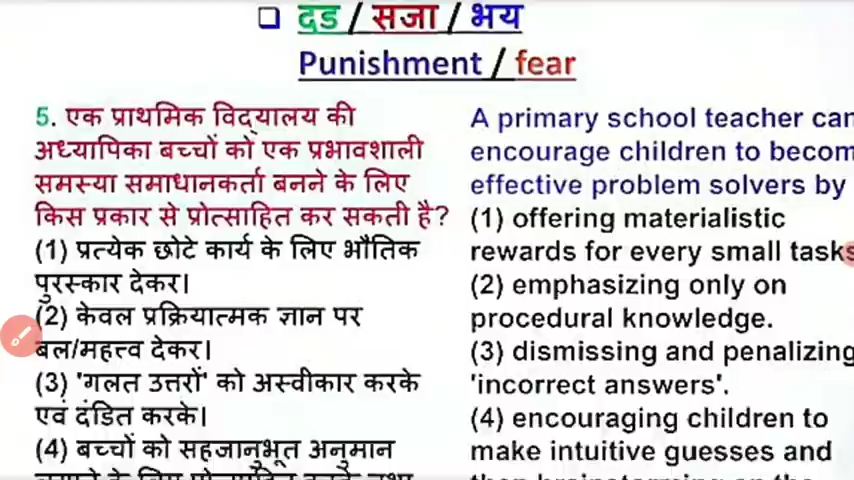 दंड / सजा / भय
Punishment / fear
5. एक प्राथमिक विद्यालय की
अध्यापिका बच्चों को एक प्रभावशाली
समस्या समाधानकर्ता बनने के लिए
किस प्रकार से प्रोत्साहित कर सकती है?
(1) प्रत्येक छोटे कार्य के लिए भौतिक
पुरस्कार देकर।
(2) केवल प्रक्रियात्मक ज्ञान पर
बल/महत्त्व देकर।
(3) 'गलत उत्तरों' को अस्वीकार करके
एवं दंडित करके।
(4) बच्चों को सहजानुभूत अनुमान
A primary school teacher can
encourage children to becom
effective problem solvers by
(1) offering materialistic
rewards for every small tasks
(2) emphasizing only on
procedural knowledge.
(3) dismissing and penalizing
'incorrect answers'.
(4) encouraging children to
make intuitive guesses and